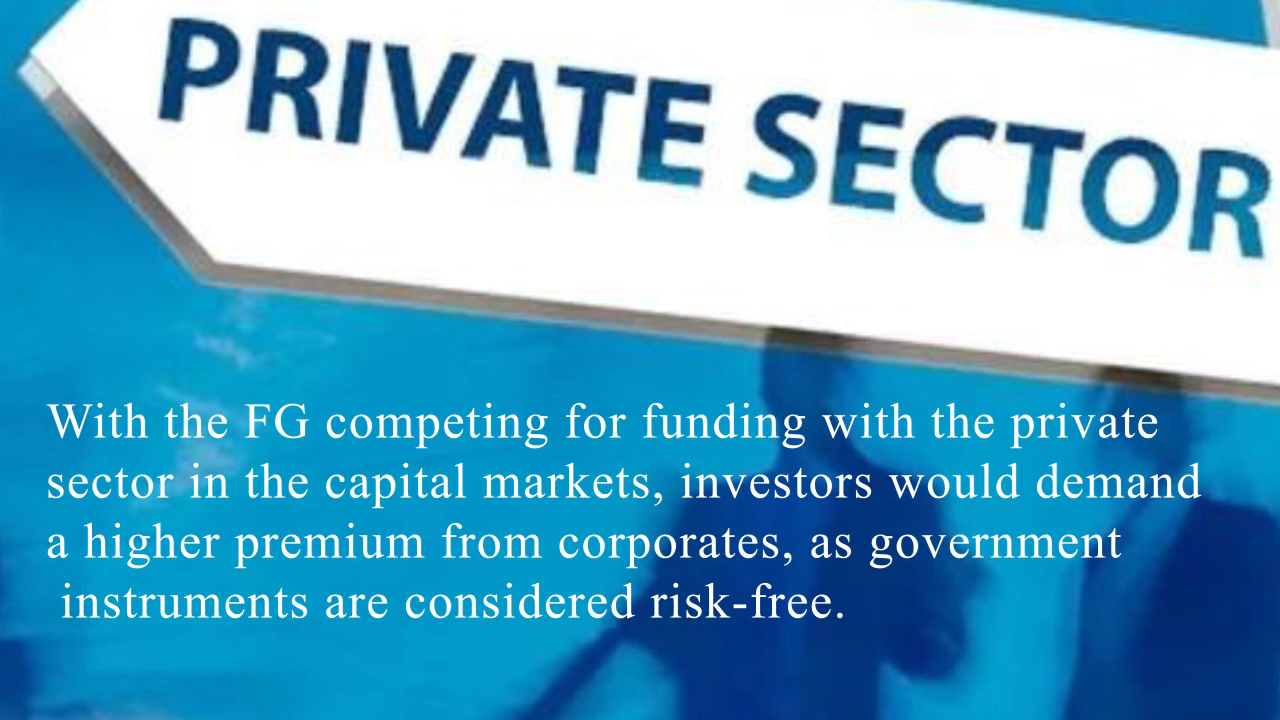 PRIVATE SECTOR
With the FG competing for funding with the private
sector in the capital markets, investors would demand
a higher premium from corporates, as government
instruments are considered risk-free.